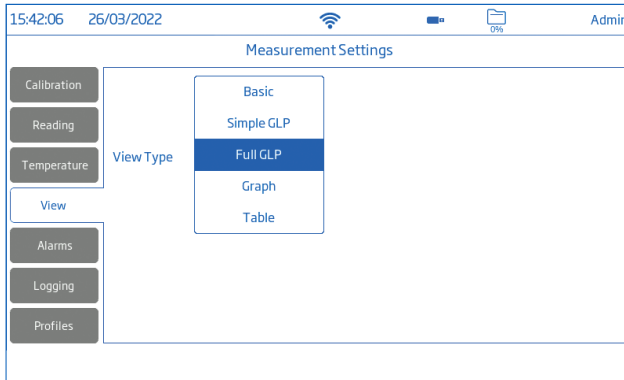 15:42:06 26/03/2022 0% Admin
Measurement Settings
Calibration
Reading
Temperature
View
Alarms
Logging
Profiles
View Type
Basic
Simple GLP
Full GLP
Graph
Table